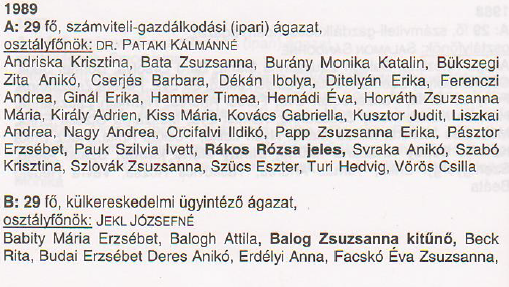 1989
A: 29 fő, számviteli-gazdálkodási (ipari) ágazat,
osztályfőnök: DR. PATAKI KÁLMÁNNÉ
Andriska Krisztina, Bata Zsuzsanna, Burány Monika Katalin, Bükszegi
Zita Anikó, Cserjés Barbara, Dékán Ibolya, Ditelyán Erika, Ferenczi
Andrea, Ginál Erika, Hammer Timea, Hernádi Éva, Horváth Zsuzsanna
Mária, Király Adrien, Kiss Mária, Kovács Gabriella, Kusztor Judit, Liszkai
Andrea, Nagy Andrea, Orcifalvi Ildikó, Papp Zsuzsanna Erika, Pásztor
Erzsébet, Pauk Szilvia Ivett, Rákos Rózsa jeles, Svraka Anikó, Szabó
Krisztina, Szlovák Zsuzsanna, Szücs Eszter, Turi Hedvig, Vörös Csilla
B: 29 fő, külkereskedelmi ügyintéző ágazat,
osztályfőnök: JEKL JÓZSEFNÉ
Babity Mária Erzsébet, Balogh Attila, Balog Zsuzsanna kitűnő, Beck
Rita, Budai Erzsébet Deres Anikó, Erdélyi Anna, Facskó Éva Zsuzsanna,